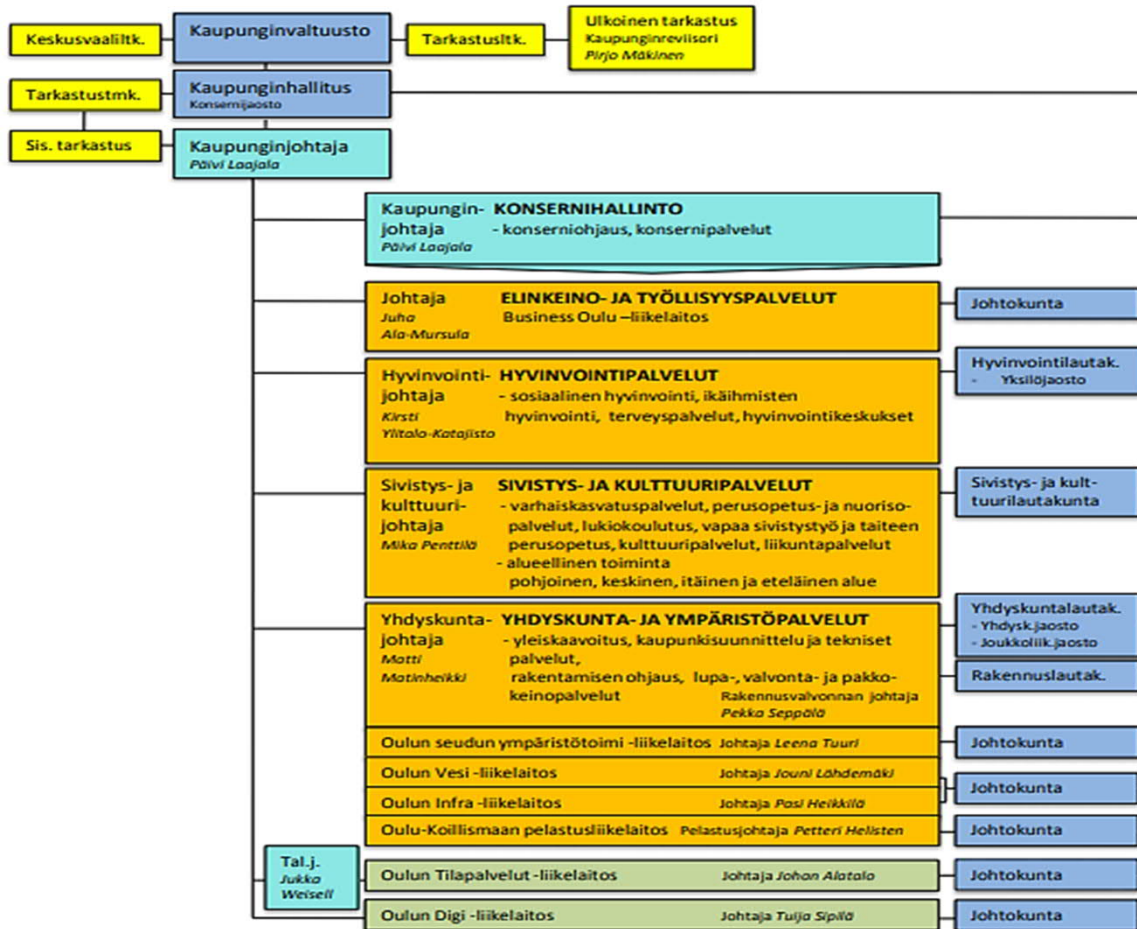 Keskusvaaliltk.
Kaupunginvaltuusto
Tarkastusltk.
Ulkoinen tarkastus
Kaupunginreviisori
Pirjo Mäkinen
Tarkastustmk.
Kaupunginhallitus
Konsernijaosto
Sis. tarkastus
Kaupunginjohtaja
Päivi Laajala
Kaupungin-
johtaja
Päivi Laajala
KONSERNIHALLINTO
- konserniohjaus, konsernipalvelut
Johtaja
Juha
Ala-Mursula
ELINKEINO- JA TYÖLLISYYSPALVELUT
Business Oulu –liikelaitos
Johtokunta
Hyvinvointi-
johtaja
Kirsti
Ylitalo-Katajisto
HYVINVOINTIPALVELUT
- sosiaalinen hyvinvointi, ikäihmisten
hyvinvointi, terveyspalvelut, hyvinvointikeskukset
Hyvinvointilautak.
- Yksilöjaosto
Sivistys- ja
kulttuuri-
johtaja
Mika Penttilä
SIVISTYS- JA KULTTUURIPALVELUT
- varhaiskasvatuspalvelut, perusopetus- ja nuoriso-
palvelut, lukiokoulutus, vapaa sivistystyö ja taiteen
perusopetus, kulttuuripalvelut, liikuntapalvelut
- alueellinen toiminta
pohjoinen, keskinen, itäinen ja eteläinen alue
Sivistys- ja kult-
tuurilautakunta
Yhdyskunta-
johtaja
Matti
Matinheikki
YHDYSKUNTA- JA YMPÄRISTÖPALVELUT
- yleiskaavoitus, kaupunkisuunnittelu ja tekniset
palvelut,
rakentamisen ohjaus, lupa-, valvonta- ja pakko-
keinopalvelut
Rakennusvalvonnan johtaja
Pekka Seppälä
Yhdyskuntalautak.
- Yhdysk.jaosto
- Joukkoliik.jaosto
Rakennuslautak.
Oulun seudun ympäristötoimi -liikelaitos Johtaja Leena Tuuri
Johtokunta
Oulun Vesi -liikelaitos Johtaja Jouni Lähdemäki
Oulun Infra -liikelaitos Johtaja Pasi Heikkilä
Johtokunta
Oulu-Koillismaan pelastusliikelaitos Pelastusjohtaja Petteri Helisten
Johtokunta
Tal.j.
Jukka
Weisell
Oulun Tilapalvelut -liikelaitos Johtaja Johan Alatalo
Johtokunta
Oulun Digi -liikelaitos Johtaja Tuija Sipilä
Johtokunta